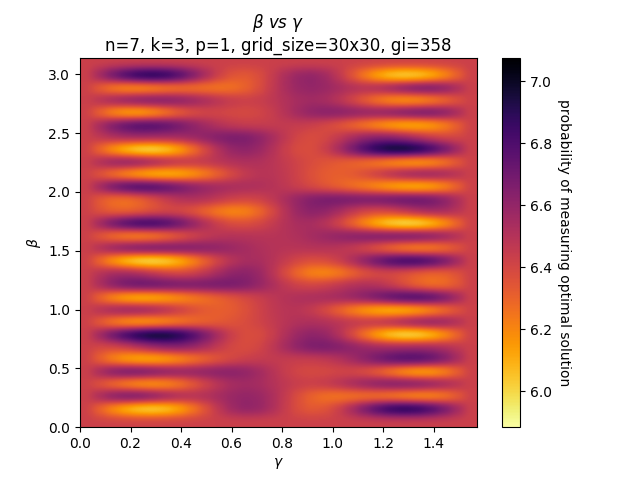 β vs γ
n=7, k=3, p=1, grid_size=30x30, gi=358
3.0
2.5
2.0
1.5
1.0
0.5
0.0
β
0.0 0.2 0.4 0.6 0.8 1.0 1.2 1.4
γ
7.0
6.8
6.6
6.4
6.2
6.0
probability of measuring optimal solution